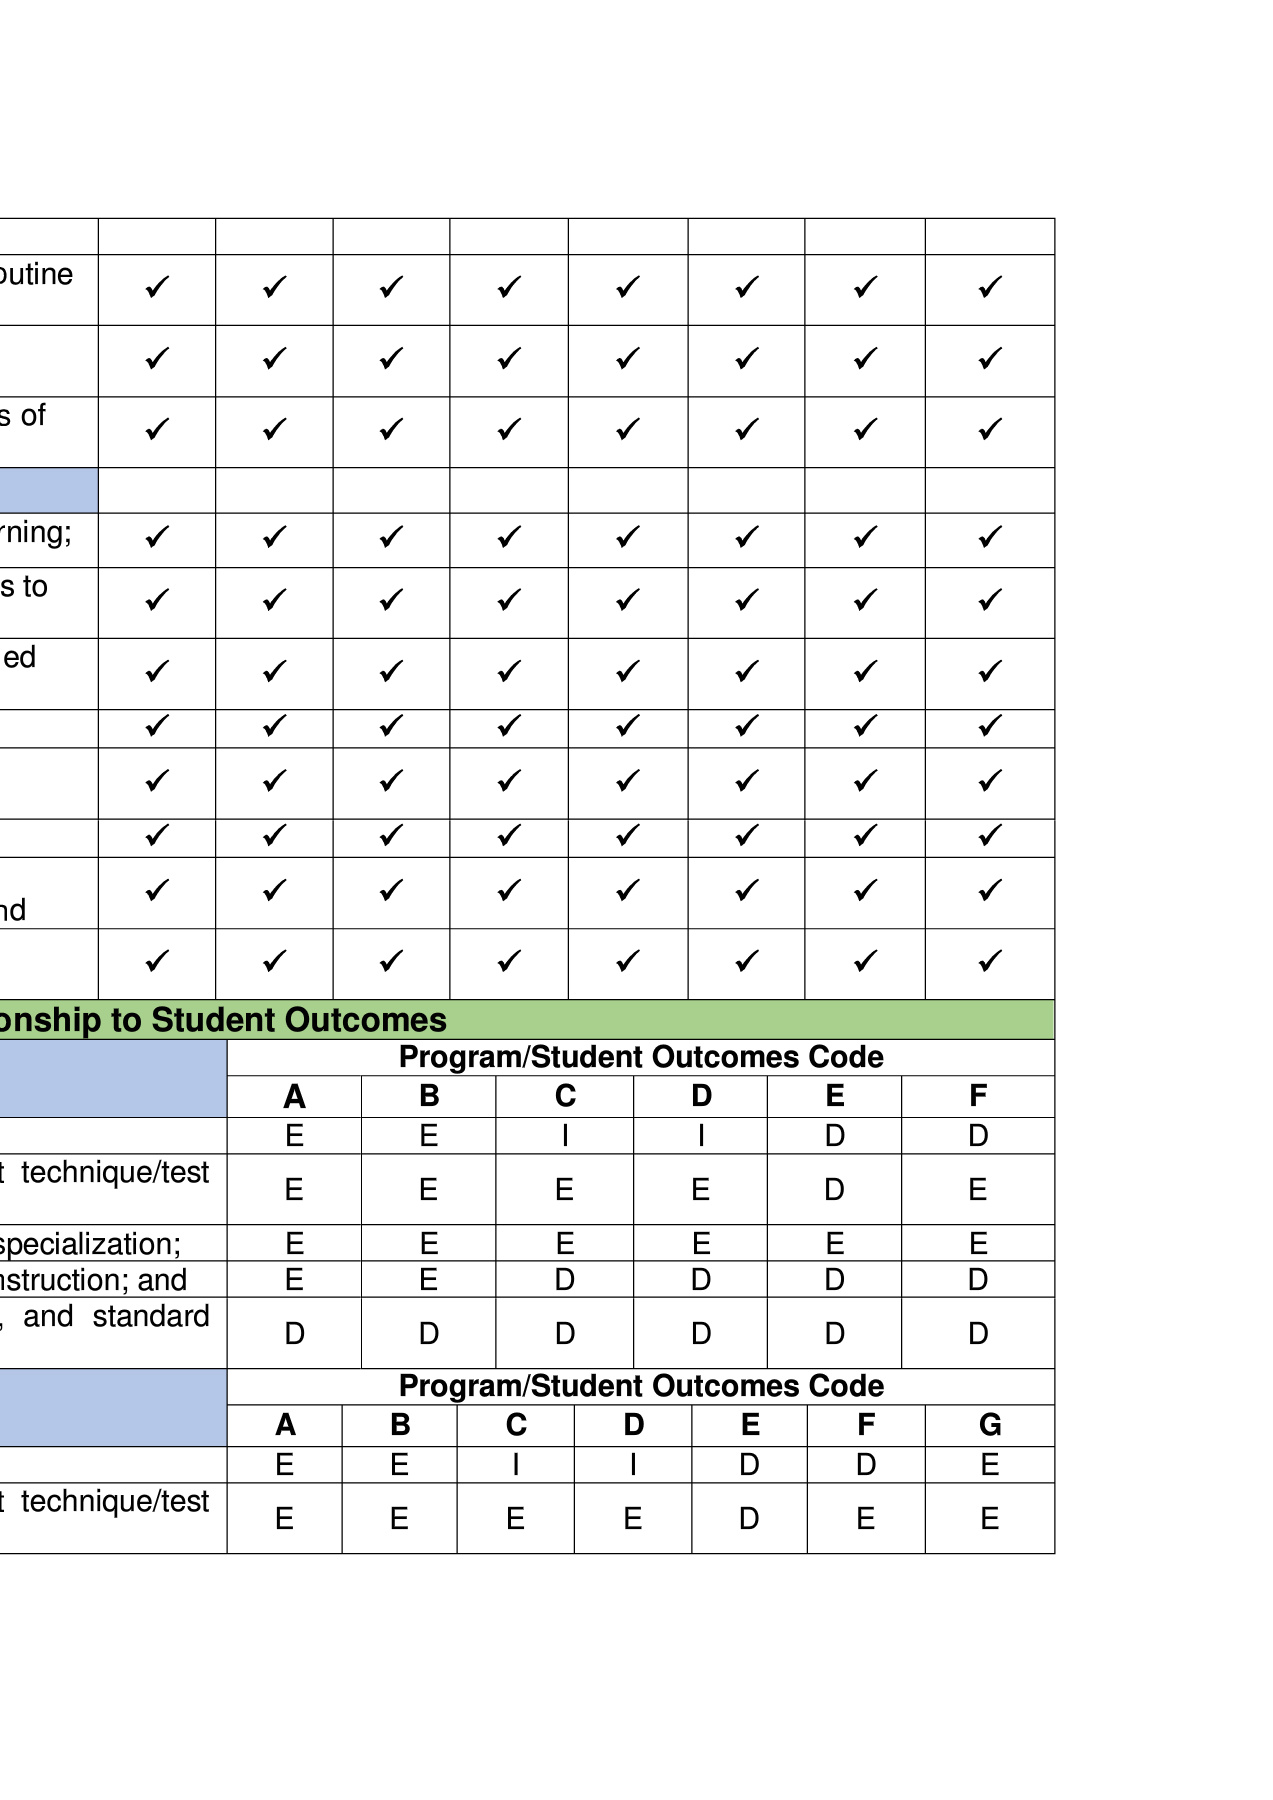 outine
✓ ✓ ✓ ✓ ✓ ✓ ✓ ✓
✓ ✓ ✓ ✓ ✓ ✓ ✓ ✓
s of
✓ ✓ ✓ ✓ ✓ ✓ ✓ ✓
rning; ✓ ✓ ✓ ✓ ✓ ✓ ✓ ✓
s to
✓ ✓ ✓ ✓ ✓ ✓ ✓ ✓
ed
✓ ✓ ✓ ✓ ✓ ✓ ✓ ✓
✓ ✓ ✓ ✓ ✓ ✓ ✓ ✓
✓ ✓ ✓ ✓ ✓ ✓ ✓ ✓
✓ ✓ ✓ ✓ ✓ ✓ ✓ ✓
✓ ✓ ✓ ✓ ✓ ✓ ✓ ✓
nd
✓ ✓ ✓ ✓ ✓ ✓ ✓ ✓
onship to Student Outcomes
Program/Student Outcomes Code
A B C D E F
E E I I D D
t technique/test
E E E E D E
specialization; E E E E E E
nstruction; and E E D D D D
, and standard
D D D D D D
Program/Student Outcomes Code
A B C D E F G
E E I I D D E
t technique/test
E E E E D E E